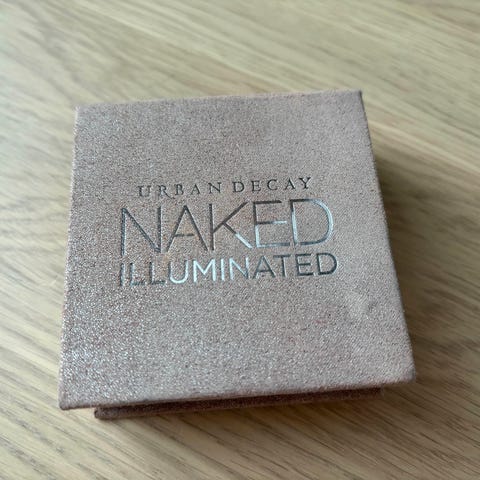 URBAN DECAY
NAKED
ILLUMINATED